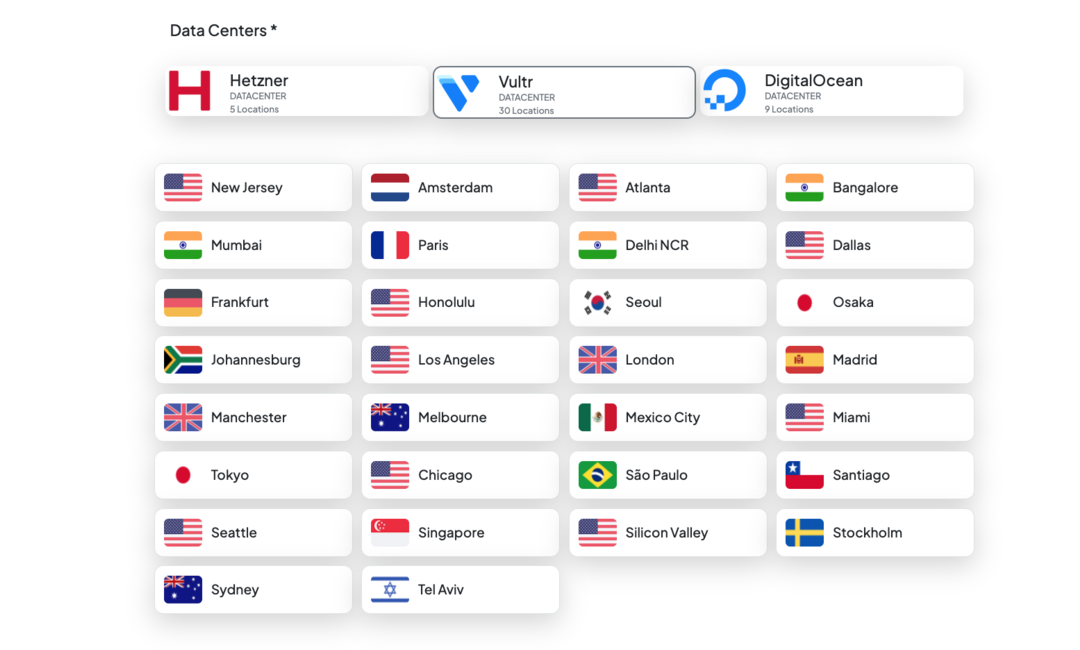 Data Centers *
Hetzner
DATACENTER
5 Locations
Vultr
DATACENTER
30 Locations
DigitalOcean
DATACENTER
9 Locations
New Jersey
Amsterdam
Atlanta
Bangalore
Mumbai
Paris
Delhi NCR
Dallas
Frankfurt
Honolulu
Seoul
Osaka
Johannesburg
Los Angeles
London
Madrid
Manchester
Melbourne
Mexico City
Miami
Tokyo
Chicago
São Paulo
Santiago
Seattle
Singapore
Silicon Valley
Stockholm
Sydney
Tel Aviv